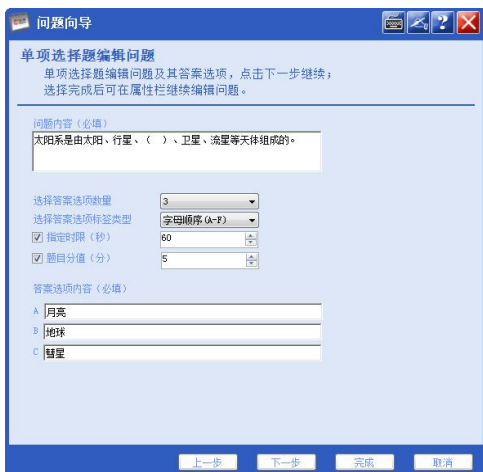 问题向导
单项选择题编辑问题
单项选择题编辑问题及其答案选项，点击下一步继续；
选择完成后可在属性栏继续编辑问题。
问题内容（必填）
太阳系是由太阳、行星、（ ）、卫星、流星等天体组成的。
选择答案选项数量 3
选择答案选项标签类型 字母顺序(A-F)
指定时限（秒） 60
题目分值（分） 5
答案选项内容（必填）
A 月亮
B 地球
C 彗星
上一步 下一步 完成 取消